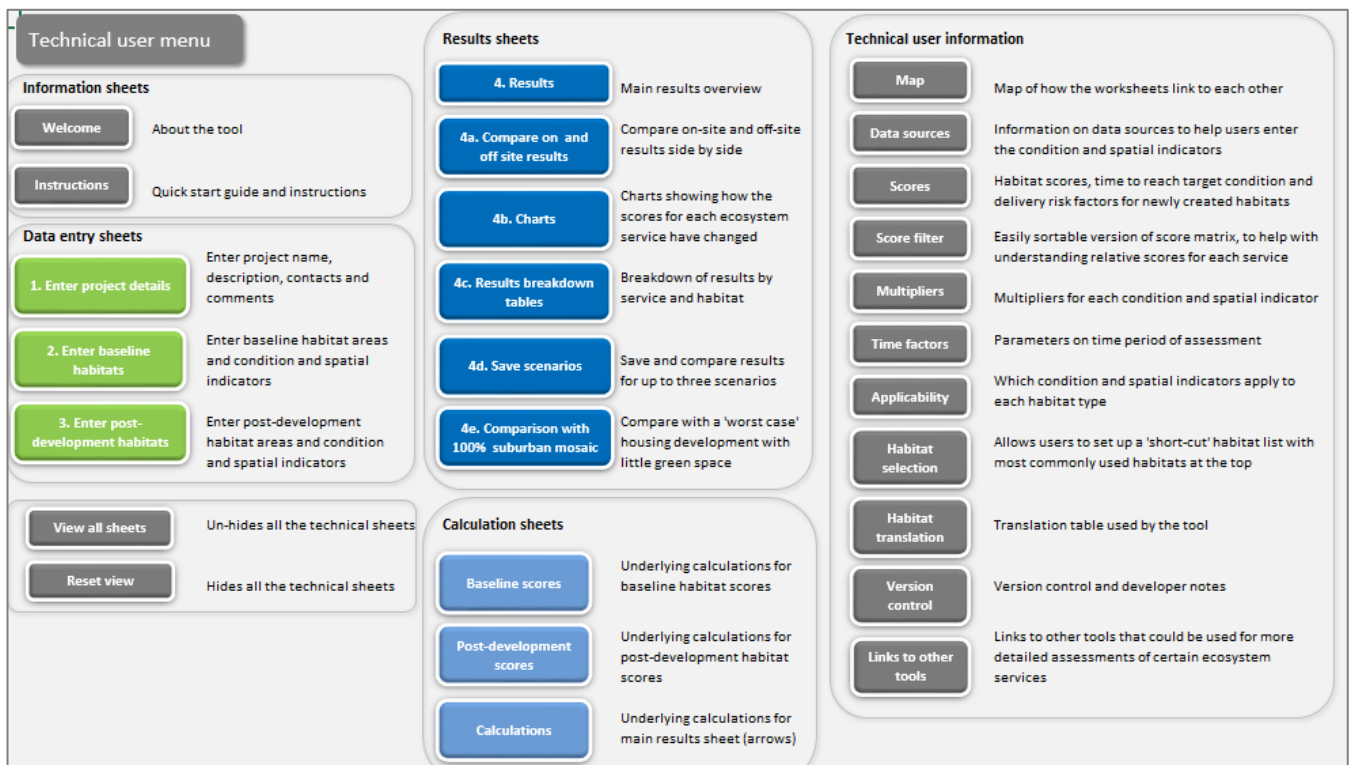 Technical user menu
Information sheets
Welcome
About the tool
Instructions
Quick start guide and instructions
Data entry sheets
1. Enter project details
Enter project name,
description, contacts and
comments
2. Enter baseline
habitats
Enter baseline habitat areas
and condition and spatial
indicators
3. Enter post-
development habitats
Enter post-development
habitat areas and condition
and spatial indicators
View all sheets
Un-hides all the technical sheets
Reset view
Hides all the technical sheets
Results sheets
4. Results
Main results overview
4a. Compare on and
off site results
Compare on-site and off-site
results side by side
4b. Charts
Charts showing how the
scores for each ecosystem
service have changed
4c. Results breakdown
tables
Breakdown of results by
service and habitat
4d. Save scenarios
Save and compare results
for up to three scenarios
4e. Comparison with
100% suburban mosaic
Compare with a 'worst case'
housing development with
little green space
Calculation sheets
Baseline scores
Underlying calculations for
baseline habitat scores
Post-development
scores
Underlying calculations for
post-development habitat
scores
Calculations
Underlying calculations for
main results sheet (arrows)
Technical user information
Map
Map of how the worksheets link to each other
Data sources
Information on data sources to help users enter
the condition and spatial indicators
Scores
Habitat scores, time to reach target condition and
delivery risk factors for newly created habitats
Score filter
Easily sortable version of score matrix, to help with
understanding relative scores for each service
Multipliers
Multipliers for each condition and spatial indicator
Time factors
Parameters on time period of assessment
Applicability
Which condition and spatial indicators apply to
each habitat type
Habitat
selection
Allows users to set up a 'short-cut' habitat list with
most commonly used habitats at the top
Habitat
translation
Translation table used by the tool
Version
control
Version control and developer notes
Links to other
tools
Links to other tools that could be used for more
detailed assessments of certain ecosystem
services